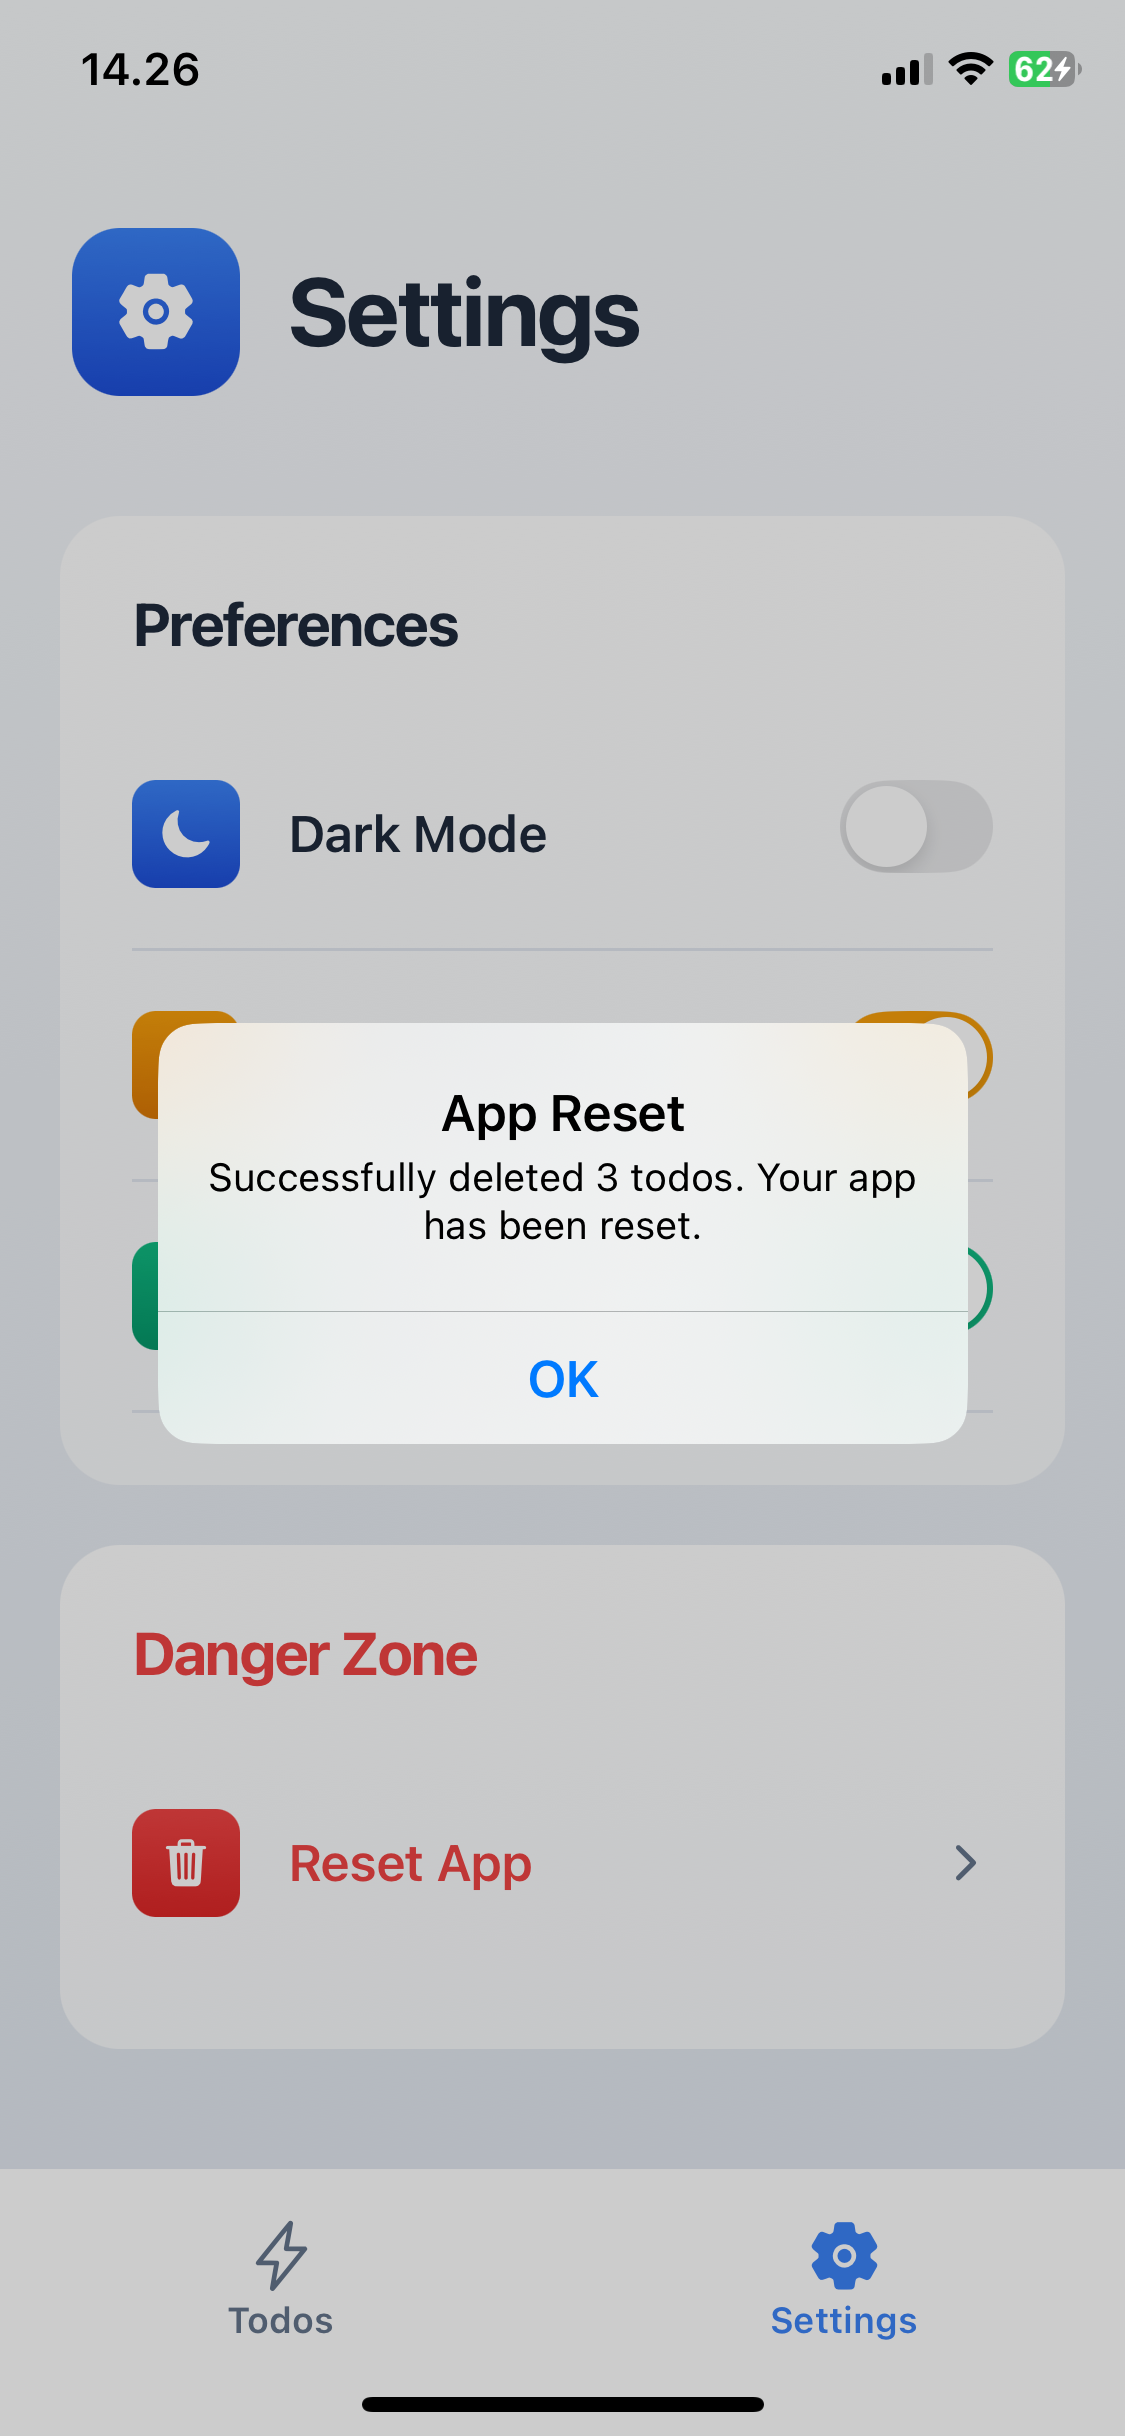 14.26
62
Settings
Preferences
Dark Mode
App Reset
Successfully deleted 3 todos. Your app
has been reset.
OK
Danger Zone
Reset App
Todos
Settings